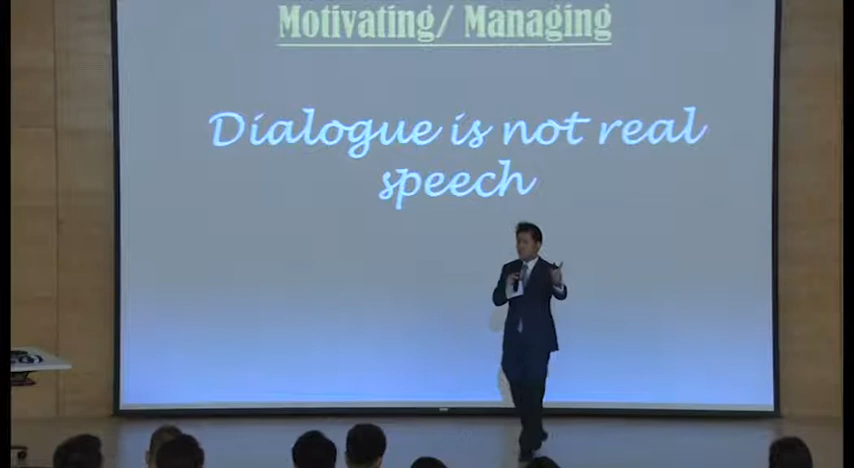 Motivating/ Managing
Dialogue is not real
speech